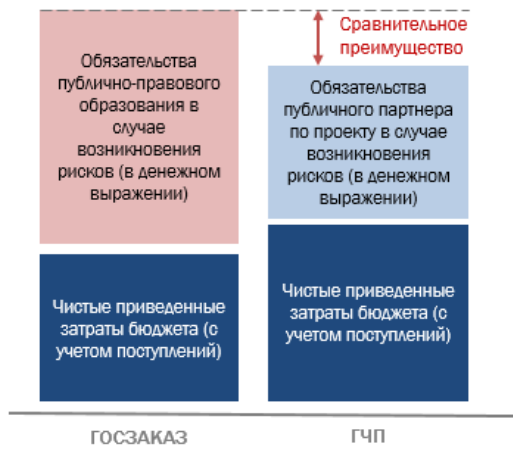 Сравнительное
преимущество
Обязательства
публично-правового
образования в
случае
возникновения
рисков (в денежном
выражении)
Обязательства
публичного партнера
по проекту в случае
возникновения
рисков (в денежном
выражении)
Чистые приведенные
затраты бюджета (с
учетом поступлений)
Чистые приведенные
затраты бюджета (с
учетом поступлений)
ГОСЗАКАЗ
ГЧП